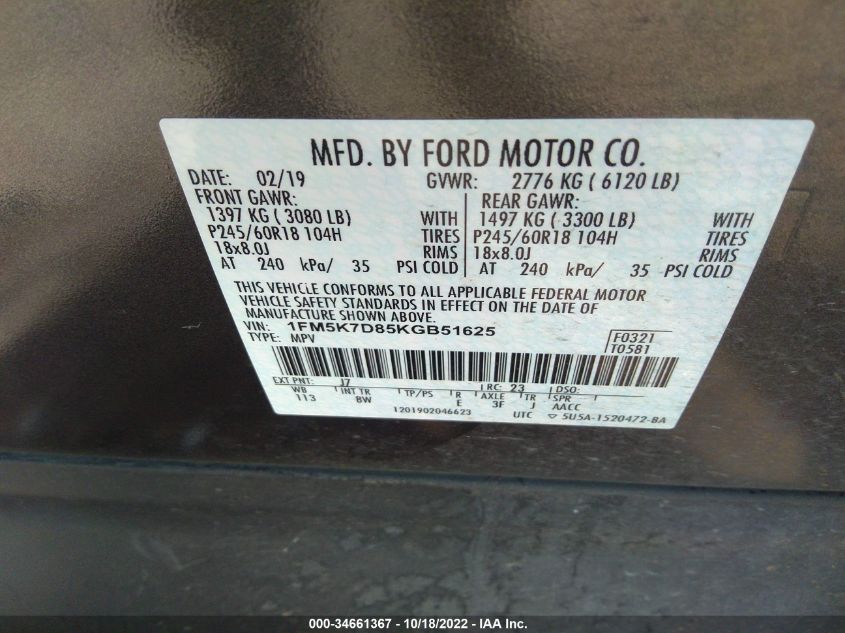 MFD. BY FORD MOTOR CO.
DATE: 02/19 GVWR: 2776 KG ( 6120 LB)
FRONT GAWR: REAR GAWR:
1397 KG ( 3080 LB) WITH 1497 KG ( 3300 LB) WITH
P245/60R18 104H TIRES P245/60R18 104H TIRES
18x8.0J RIMS 18x8.0J RIMS
AT 240 kPa/ 35 PSI COLD AT 240 kPa/ 35 PSI COLD
THIS VEHICLE CONFORMS TO ALL APPLICABLE FEDERAL MOTOR
VEHICLE SAFETY STANDARDS IN EFFECT ON THE DATE OF
MANUFACTURE SHOWN ABOVE.
VIN: 1FM5K7D85KGB51625 F0321
TYPE: MPV T0581
EXT PNT: J7 RC: 23 DSO:
WB INT TR TP/PS R AXLE TR SPR
113 8W E 3F J AACC
1201902046623 UTC ▽ 5U5A-1520472-BA
000-34661367 - 10/18/2022 - IAA Inc.